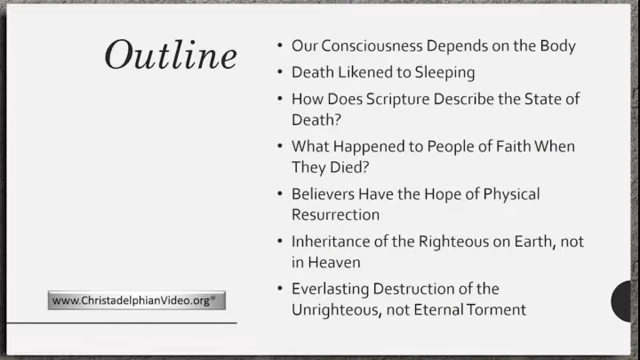 Outline
• Our Consciousness Depends on the Body
• Death Likened to Sleeping
• How Does Scripture Describe the State of
Death?
• What Happened to People of Faith When
They Died?
• Believers Have the Hope of Physical
Resurrection
• Inheritance of the Righteous on Earth, not
in Heaven
• Everlasting Destruction of the
Unrighteous, not Eternal Torment
www.ChristadelphianVideo.org®